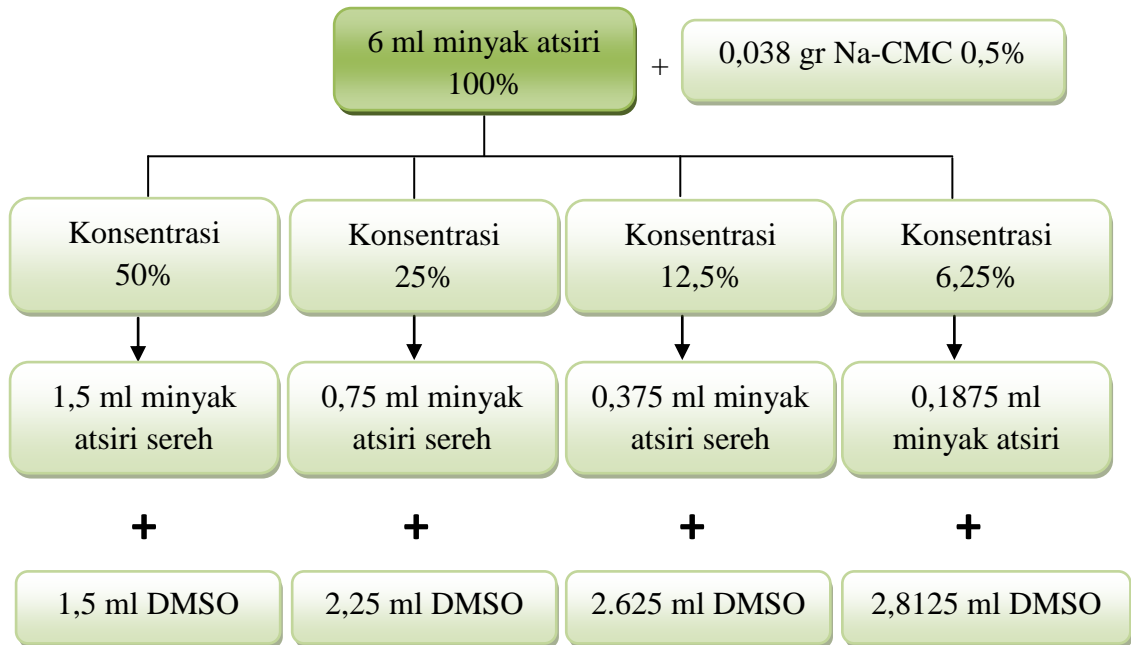 6 ml minyak atsiri
100%
+
0,038 gr Na-CMC 0,5%
Konsentrasi
50%
Konsentrasi
25%
Konsentrasi
12,5%
Konsentrasi
6,25%
1,5 ml minyak
atsiri sereh
0,75 ml minyak
atsiri sereh
0,375 ml minyak
atsiri sereh
0,1875 ml
minyak atsiri
+
+
+
+
1,5 ml DMSO
2,25 ml DMSO
2.625 ml DMSO
2,8125 ml DMSO